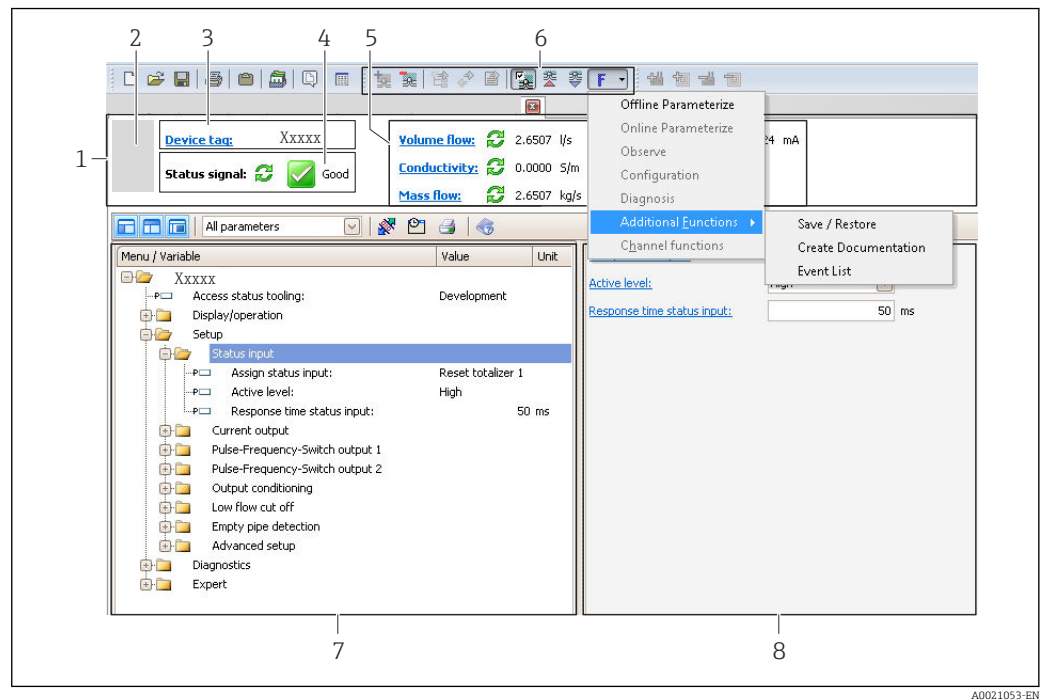 2 3 4 5 6
F
Offline Parameterize
Online Parameterize
Observe
Configuration
Diagnosis
Additional Functions
Channel functions
Save / Restore
Create Documentation
Event List
1
Device tag: Xxxxx
Status signal: Good
Volume flow: 2.6507 l/s
24 mA
Conductivity: 0.0000 S/m
Mass flow: 2.6507 kg/s
All parameters
Menu / Variable Value Unit
Xxxxx
Access status tooling: Development
Display/operation
Setup
Status input
Assign status input: Reset totalizer 1
Active level: High
Response time status input: 50 ms
Current output
Pulse-Frequency-Switch output 1
Pulse-Frequency-Switch output 2
Output conditioning
Low flow cut off
Empty pipe detection
Advanced setup
Diagnostics
Expert
Active level: High
Response time status input: 50 ms
7 8
A0021053-EN